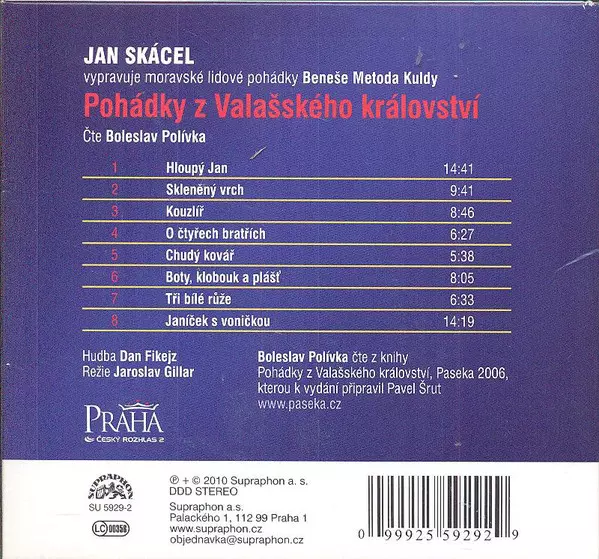 JAN SKÁCEL
vypravuje moravské lidové pohádky Beneše Metoda Kuldy
Pohádky z Valašského království
Čte Boleslav Polívka
1 Hloupý Jan 14:41
2 Skleněný vrch 9:41
3 Kouzlíř 8:46
4 O čtyřech bratřích 6:27
5 Chudý kovář 5:38
6 Boty, klobouk a plášť 8:05
7 Tři bílé růže 6:33
8 Janíček s voničkou 14:19
Hudba Dan Fikejz
Režie Jaroslav Gillar
Boleslav Polívka čte z knihy
Pohádky z Valašského království, Paseka 2006,
kterou k vydání připravil Pavel Šrut
www.paseka.cz
PRAHA
ČESKÝ ROZHLAS 2
SUPRAPHON
SU 5929-2
LC 00358
℗ + © 2010 Supraphon a. s.
DDD STEREO
Supraphon a. s.
Palackého 1, 112 99 Praha 1
www.supraphon.cz
objednavka@supraphon.cz
0 99925 59292 9